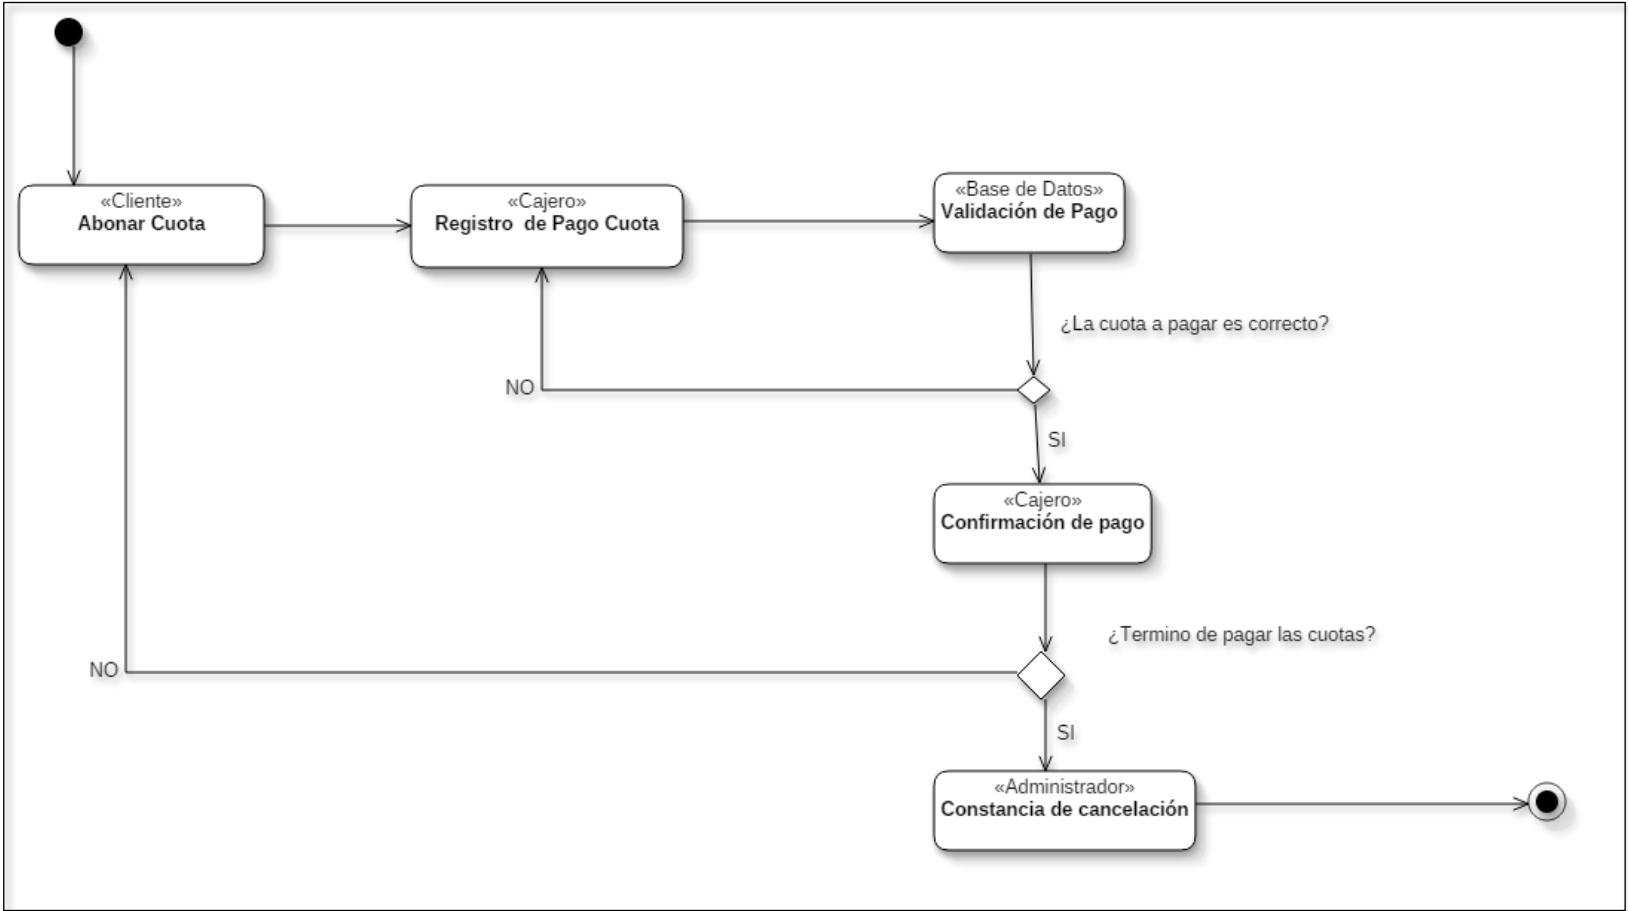 «Cliente»
Abonar Cuota
«Cajero»
Registro  de Pago Cuota
«Base de Datos»
Validación de Pago
¿La cuota a pagar es correcto?
NO
SI
«Cajero»
Confirmación de pago
¿Termino de pagar las cuotas?
NO
SI
«Administrador»
Constancia de cancelación